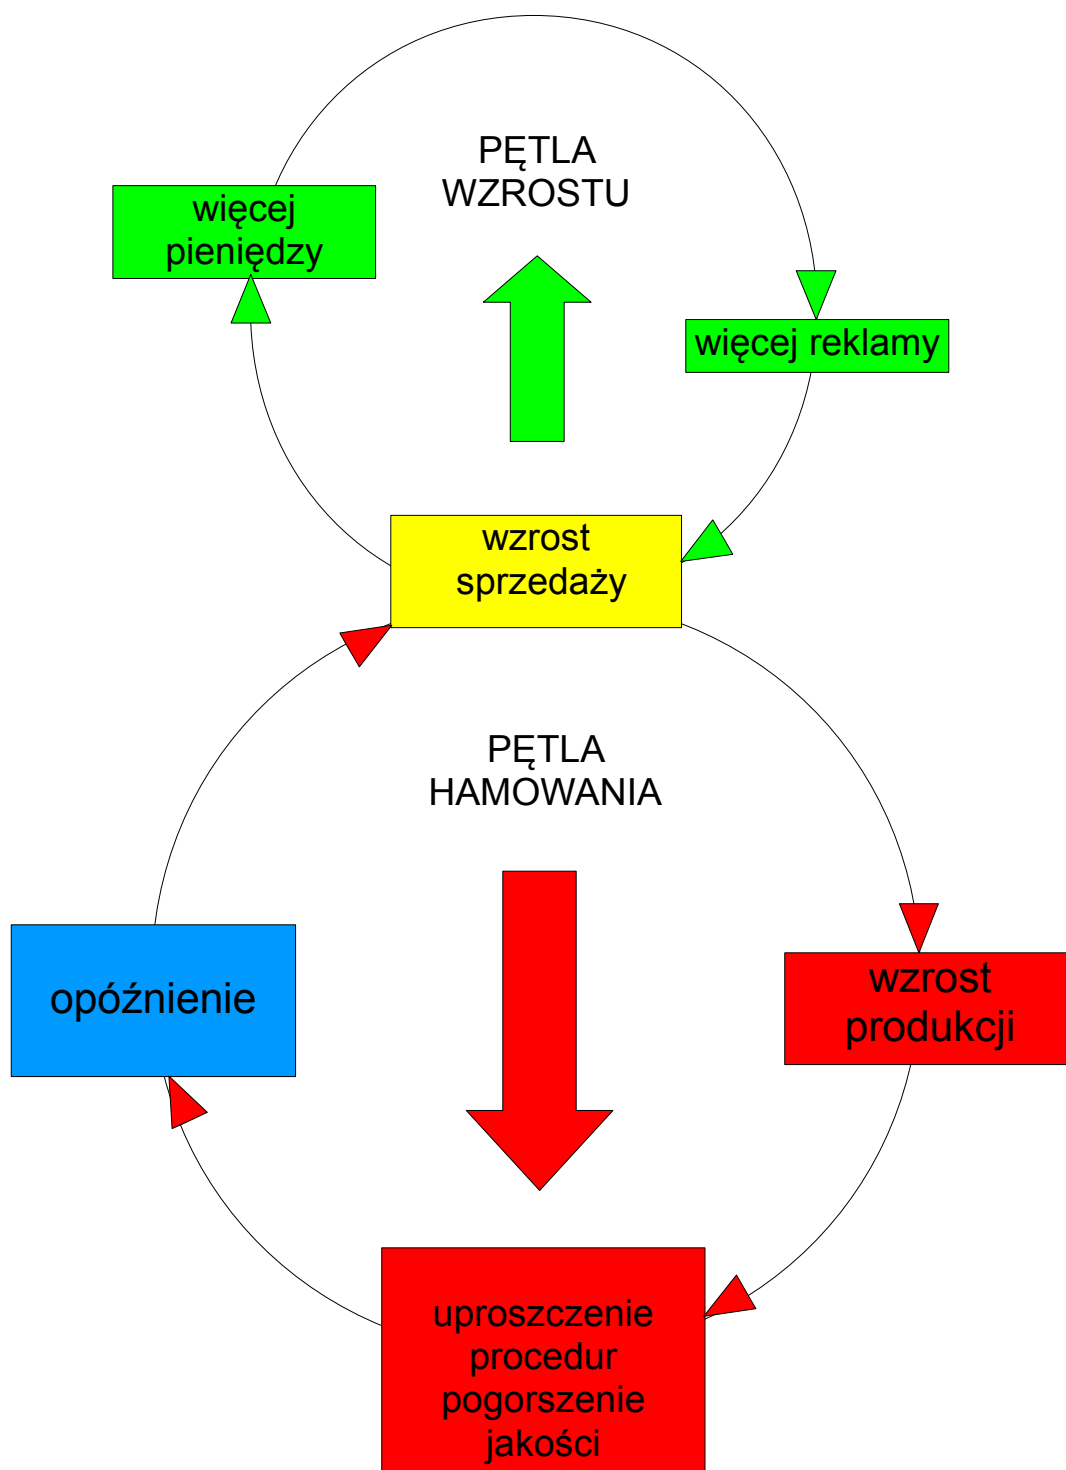 PĘTLA
WZROSTU
więcej
pieniędzy
więcej reklamy
wzrost
sprzedaży
PĘTLA
HAMOWANIA
opóźnienie
wzrost
produkcji
uproszczenie
procedur
pogorszenie
jakości